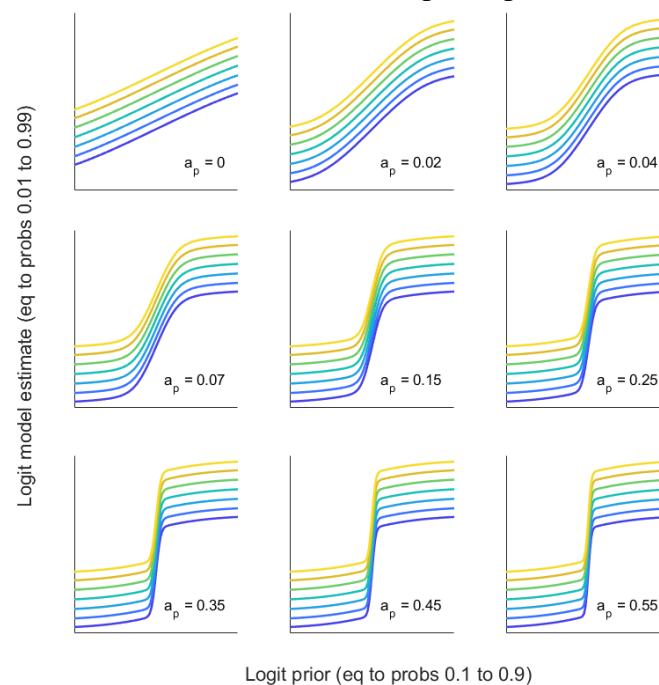 Logit model estimate (eq to probs 0.01 to 0.99)
a_p = 0
a_p = 0.02
a_p = 0.04
a_p = 0.07
a_p = 0.15
a_p = 0.25
a_p = 0.35
a_p = 0.45
a_p = 0.55
Logit prior (eq to probs 0.1 to 0.9)